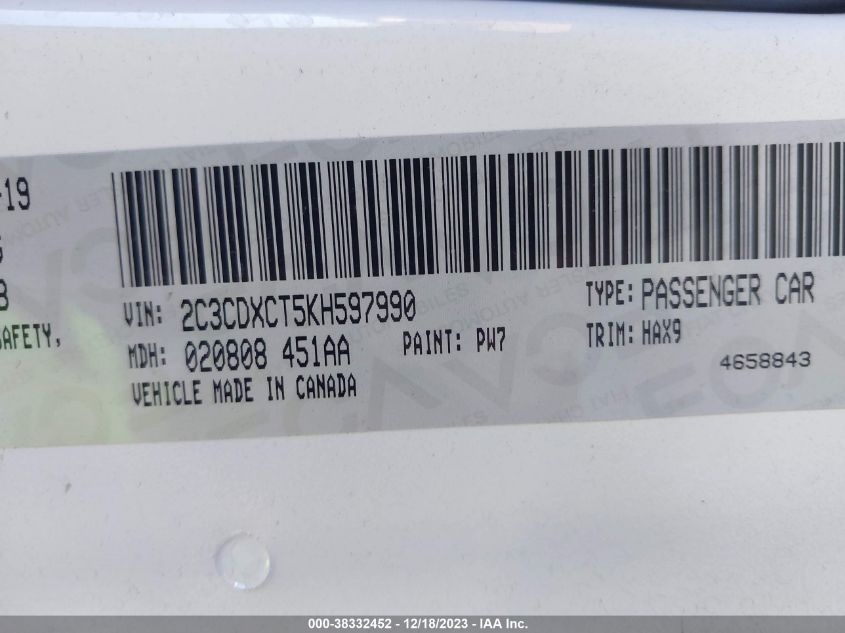 -19
VIN: 2C3CDXCT5KH597990
TYPE: PASSENGER CAR
SAFETY,
MDH: 020808 451AA
PAINT: PW7
TRIM: HAX9
4658843
VEHICLE MADE IN CANADA
000-38332452 - 12/18/2023 - IAA Inc.